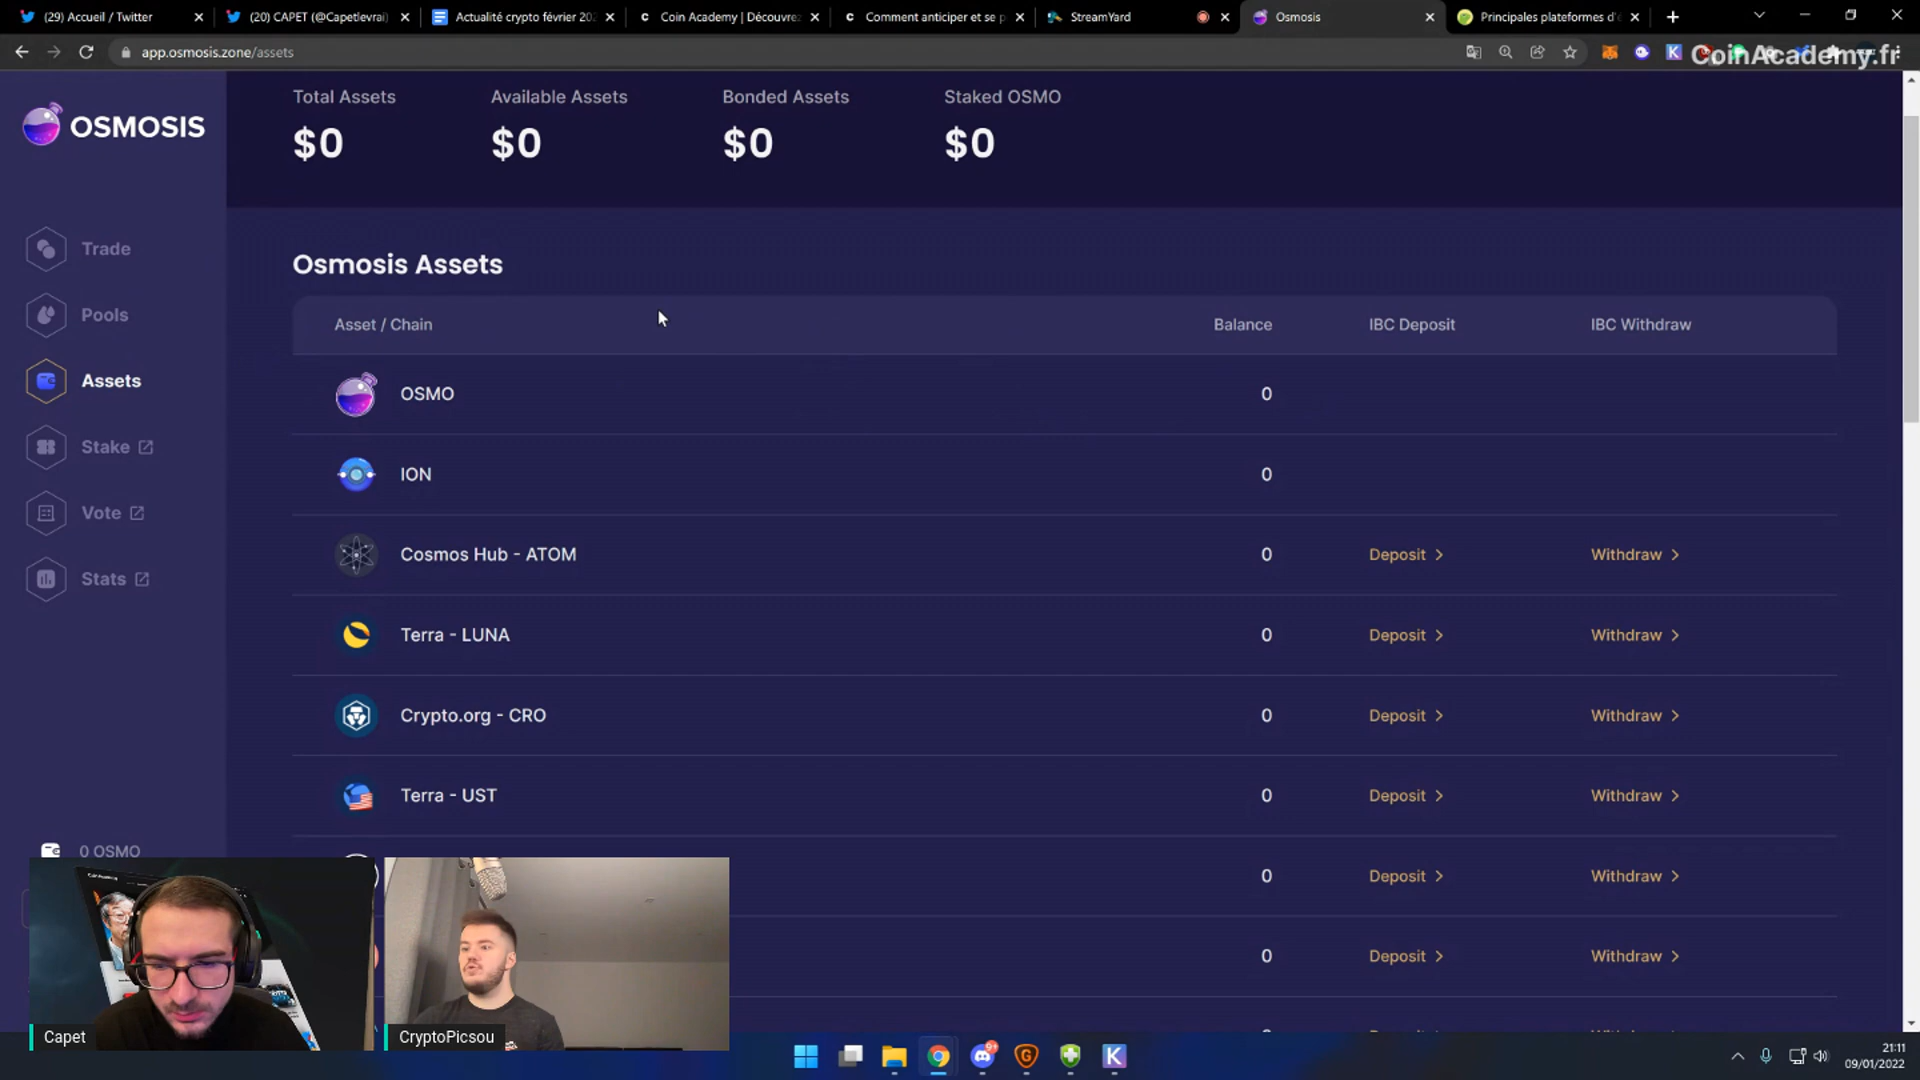 (29) Accueil / Twitter
(20) CAPET (@Capetlevrai)
Actualité crypto février 202
Coin Academy | Découvrez
Comment anticiper et se p
StreamYard
Osmosis
Principales plateformes d'é
app.osmosis.zone/assets
CoinAcademy.fr
OSMOSIS
Total Assets
Available Assets
Bonded Assets
Staked OSMO
$0
$0
$0
$0
Trade
Pools
Assets
Stake
Vote
Stats
Osmosis Assets
Asset / Chain
Balance
IBC Deposit
IBC Withdraw
OSMO
0
ION
0
Cosmos Hub - ATOM
0
Deposit >
Withdraw >
Terra - LUNA
0
Deposit >
Withdraw >
Crypto.org - CRO
0
Deposit >
Withdraw >
Terra - UST
0
Deposit >
Withdraw >
0
Deposit >
Withdraw >
0
Deposit >
Withdraw >
0 OSMO
Capet
CryptoPicsou
21:11
09/01/2022